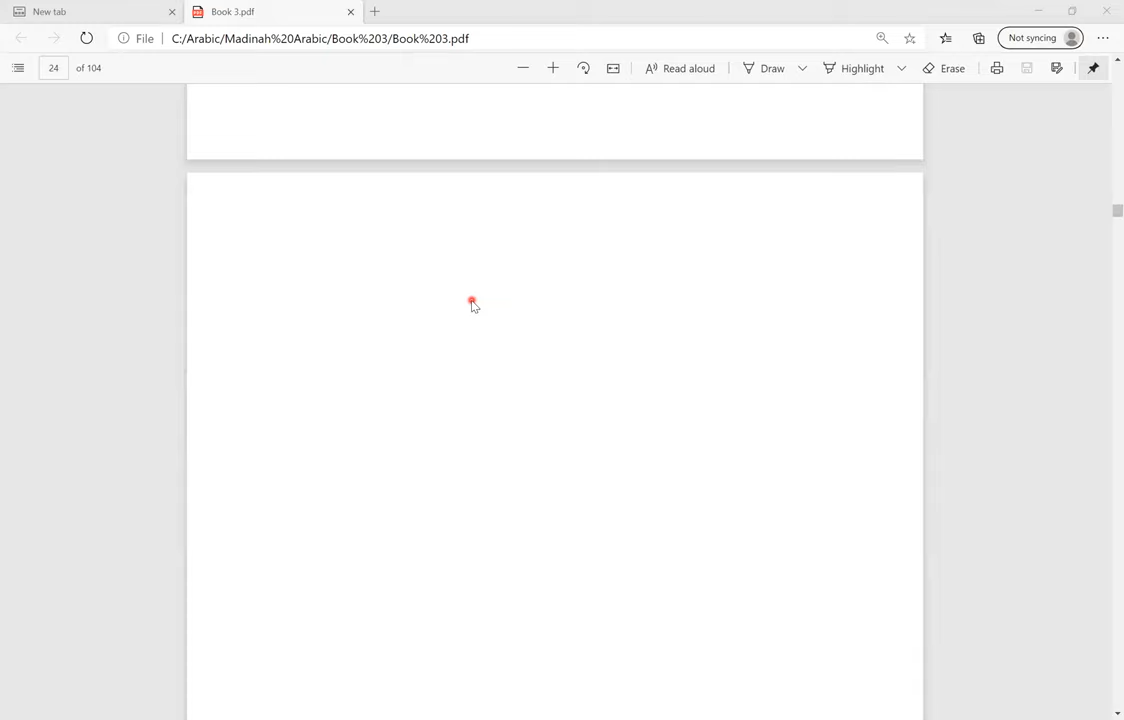 New tab
Book 3.pdf
File | C:/Arabic/Madinah%20Arabic/Book%203/Book%203.pdf
Not syncing
24 of 104
Read aloud
Draw
Highlight
Erase